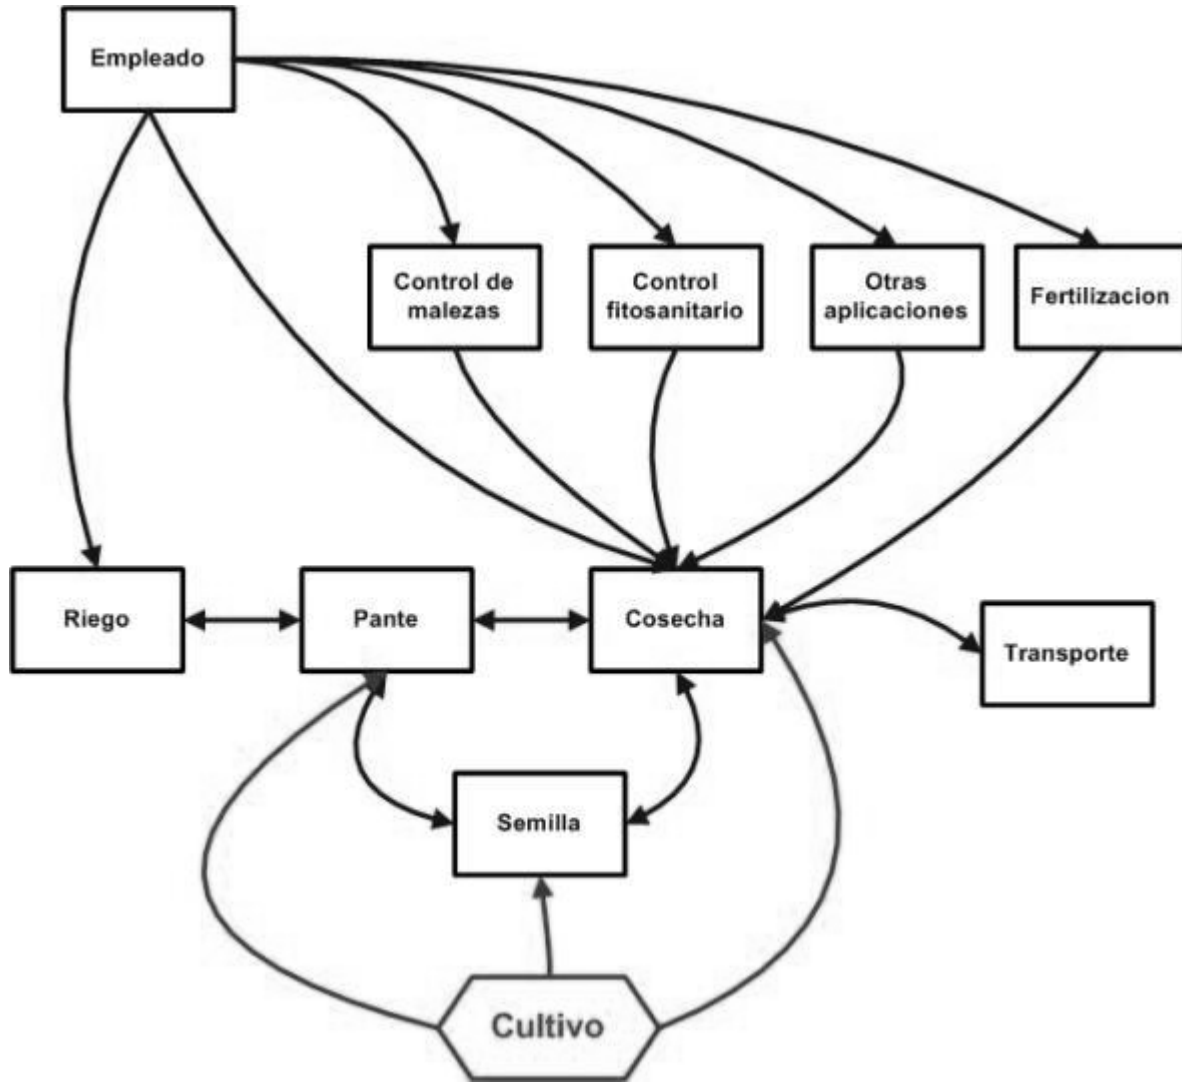 Empleado
Control de
malezas
Control
fitosanitario
Otras
aplicaciones
Fertilizacion
Riego
Pante
Cosecha
Transporte
Semilla
Cultivo